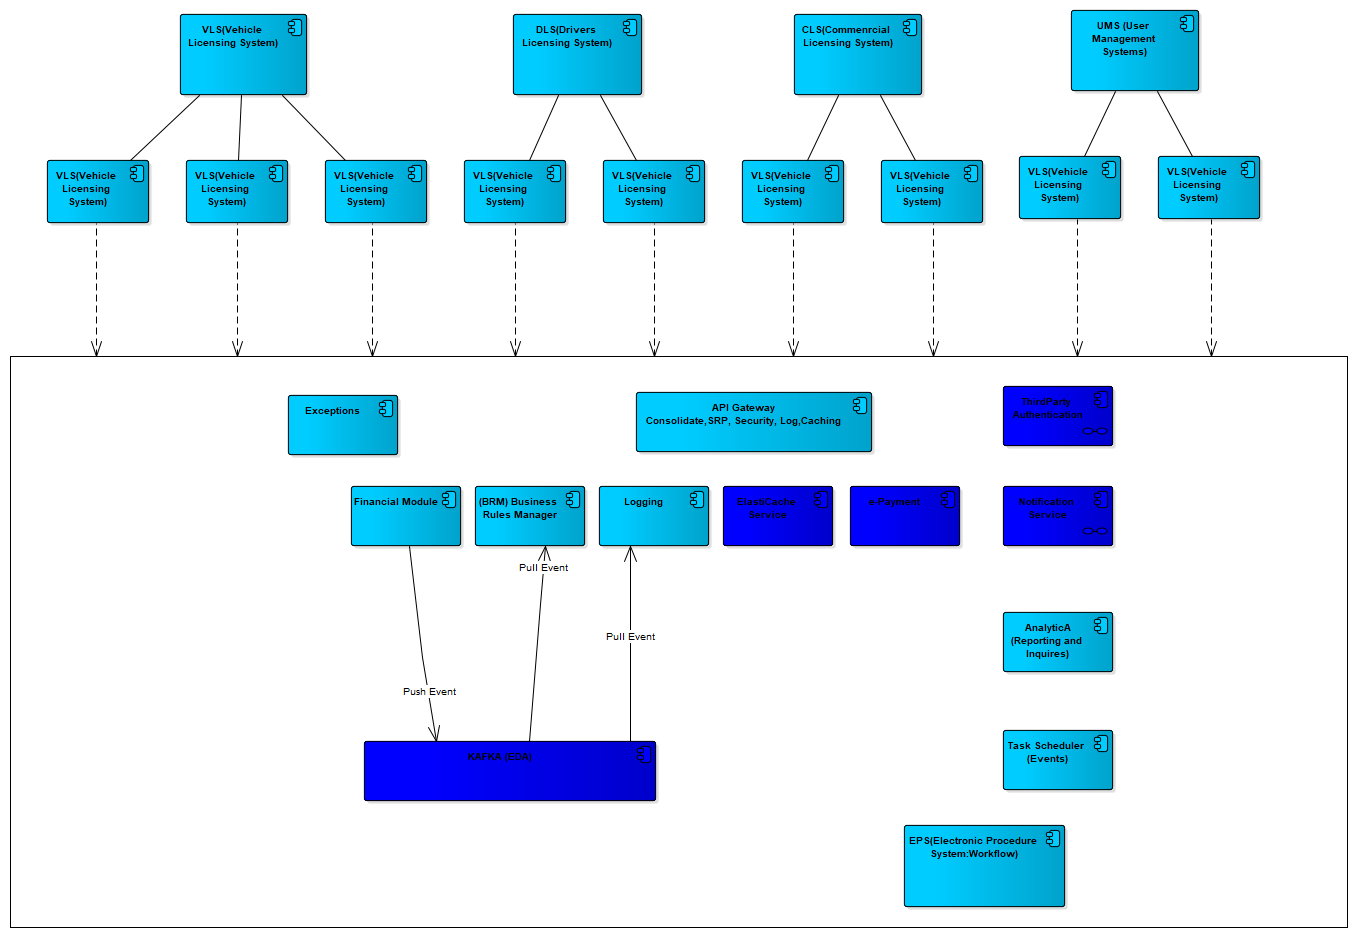 VLS(Vehicle
Licensing System)
DLS(Drivers
Licensing System)
CLS(Commenrcial
Licensing System)
UMS (User
Management
Systems)
VLS(Vehicle
Licensing
System)
VLS(Vehicle
Licensing
System)
VLS(Vehicle
Licensing
System)
VLS(Vehicle
Licensing
System)
VLS(Vehicle
Licensing
System)
VLS(Vehicle
Licensing
System)
VLS(Vehicle
Licensing
System)
VLS(Vehicle
Licensing
System)
VLS(Vehicle
Licensing
System)
Exceptions
API Gateway
Consolidate,SRP, Security, Log,Caching
ThirdParty
Authentication
Financial Module
(BRM) Business
Rules Manager
Logging
ElastiCache
Service
e-Payment
Notification
Service
Pull Event
Pull Event
Push Event
AnalyticA
(Reporting and
Inquires)
KAFKA (EDA)
Task Scheduler
(Events)
EPS(Electronic Procedure
System:Workflow)